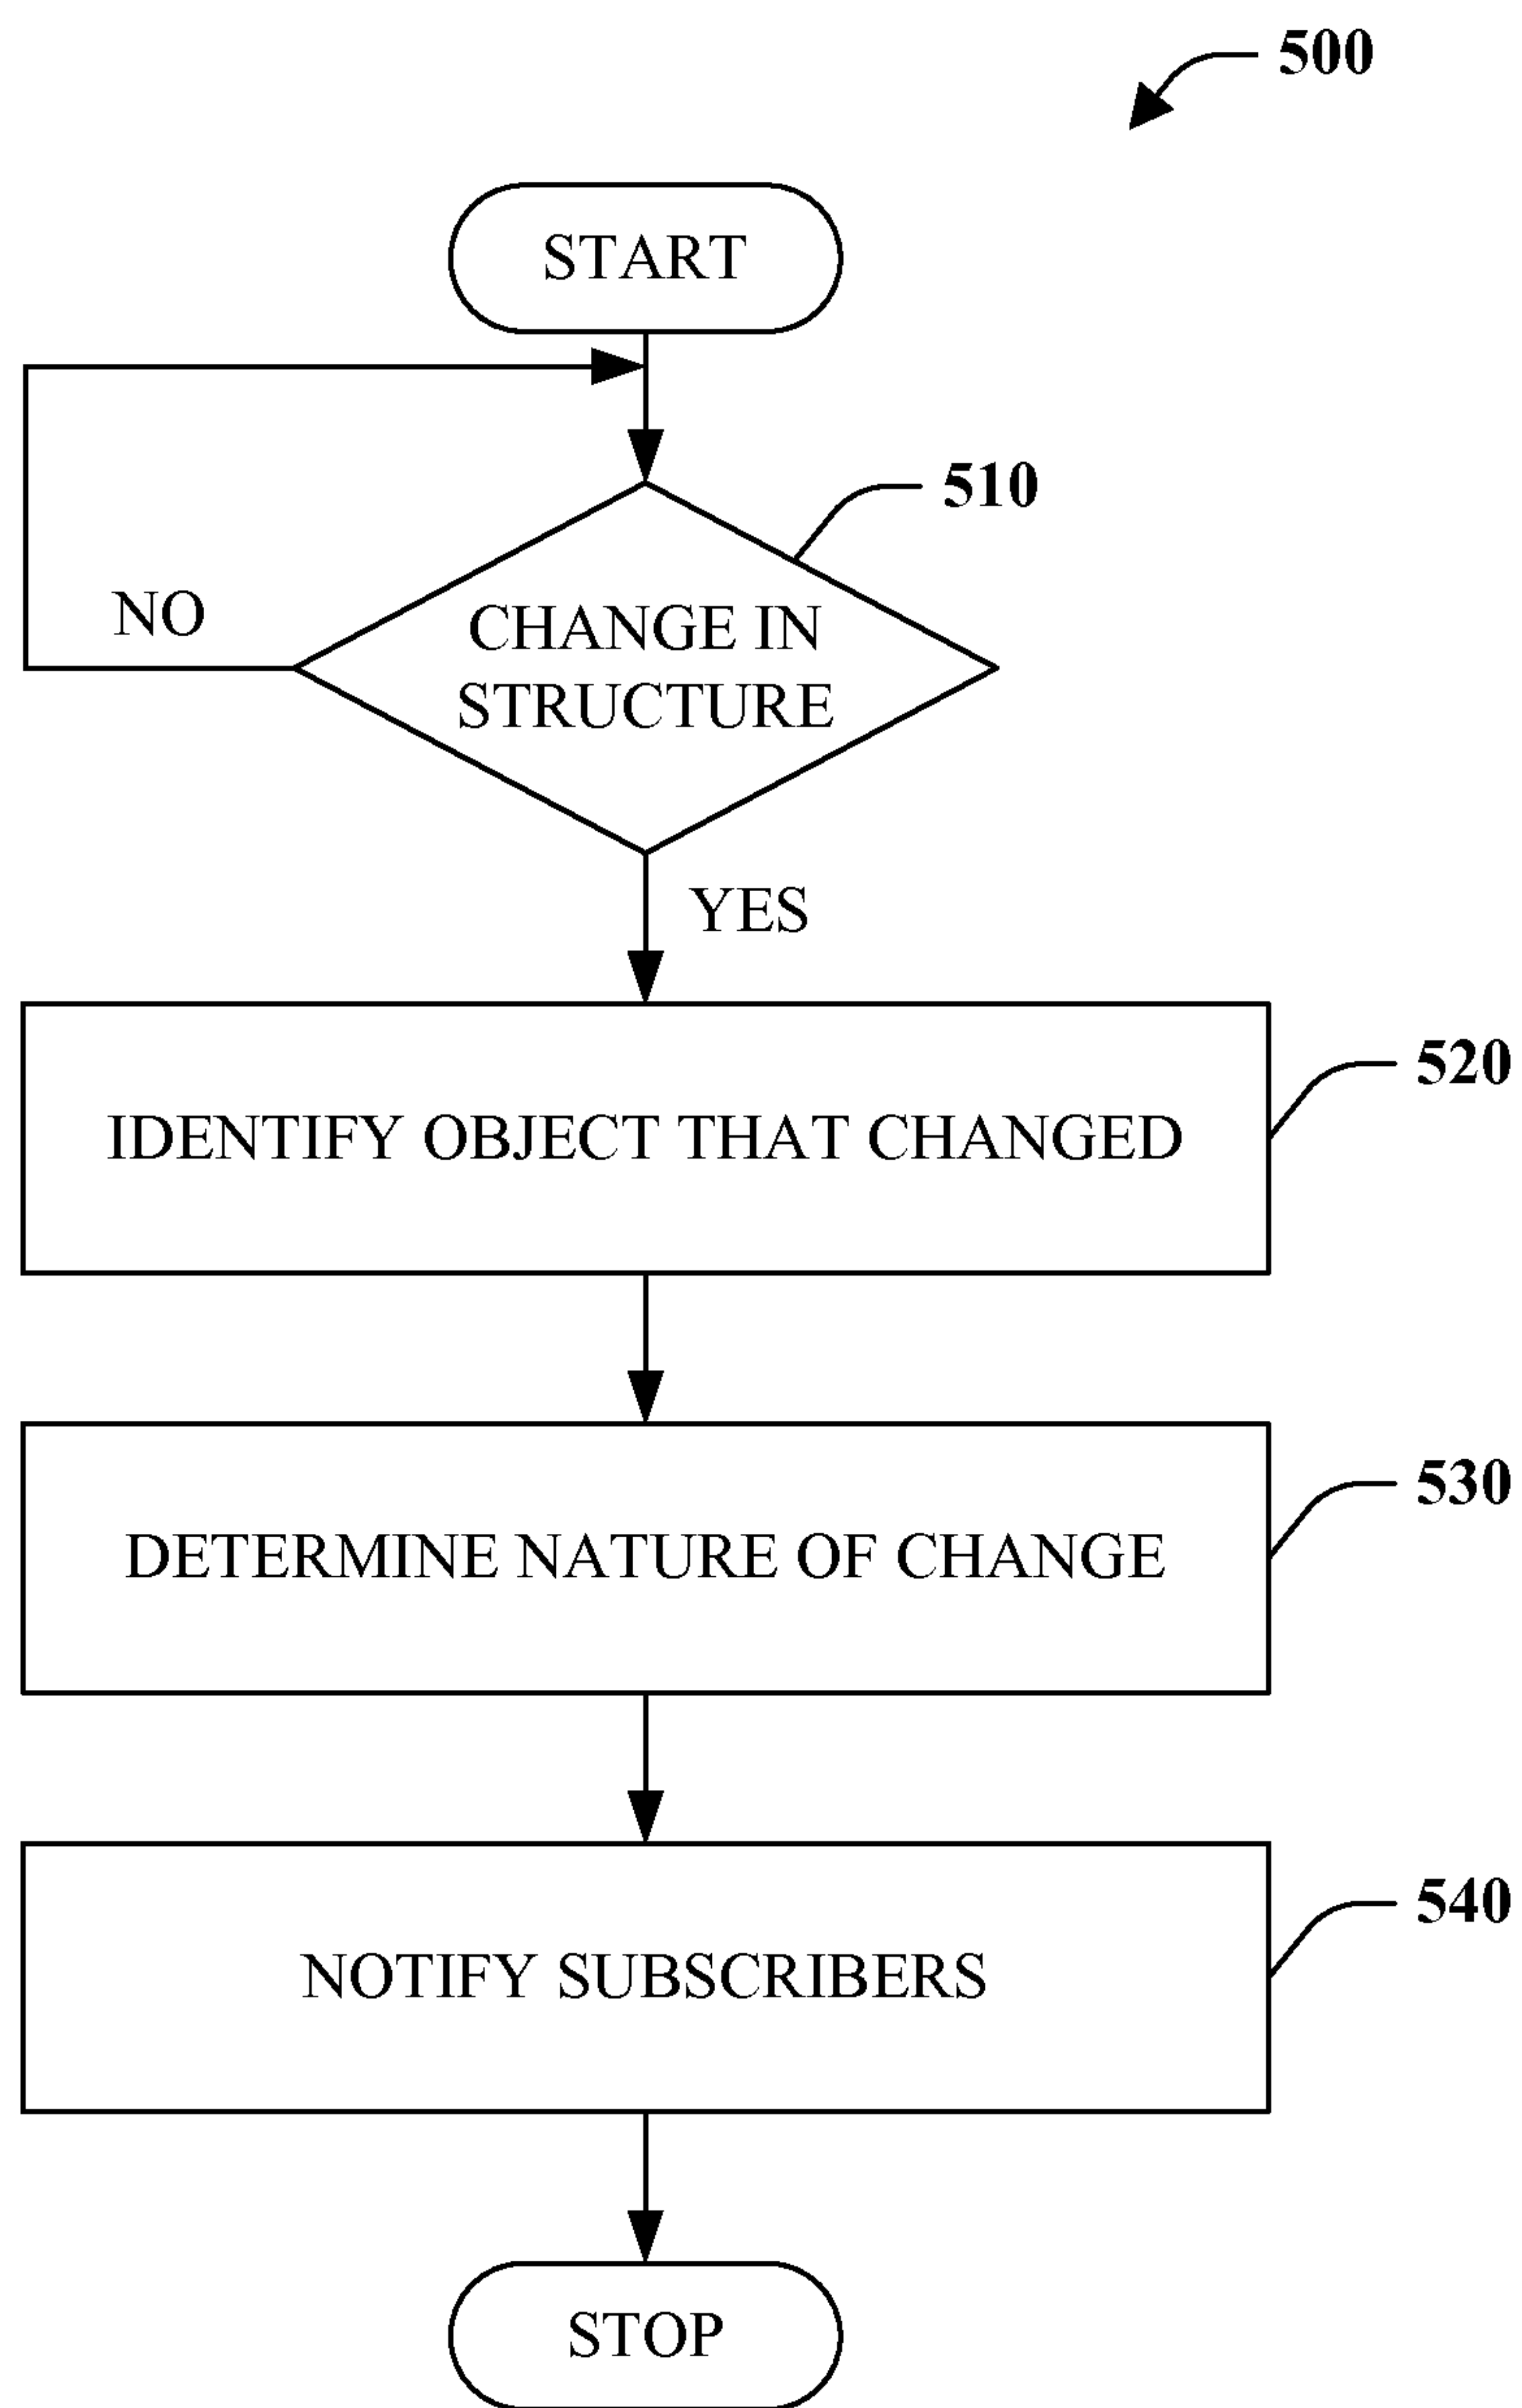 500
START
510
NO
CHANGE IN
STRUCTURE
YES
520
IDENTIFY OBJECT THAT CHANGED
530
DETERMINE NATURE OF CHANGE
540
NOTIFY SUBSCRIBERS
STOP